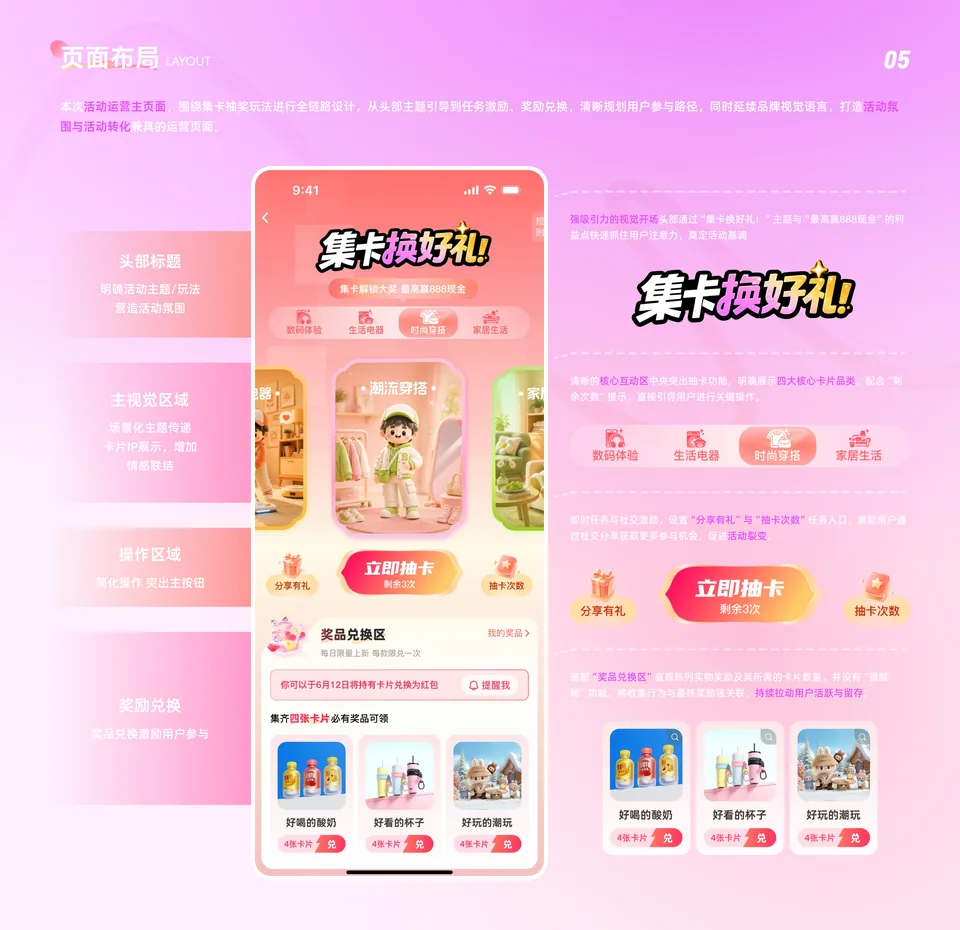 页面布局 LAYOUT
05
本次活动运营主页面，围绕集卡抽奖玩法进行全链路设计，从头部主题引导到任务激励、奖励兑换，清晰规划用户参与路径，同时延续品牌视觉语言，打造活动氛
围与活动转化兼具的运营页面。
头部标题
明确活动主题/玩法
营造活动氛围
主视觉区域
场景化主题传递
卡片IP展示，增加
情感联结
操作区域
简化操作 突出主按钮
奖励兑换
奖品兑换激励用户参与
9:41
集卡换好礼!
集卡解锁大奖 最高赢888现金
数码体验
生活电器
时尚穿搭
家居生活
电器
潮流穿搭
分享有礼
立即抽卡
剩余3次
抽卡次数
奖品兑换区
我的奖品
每日限量上新 每款限兑一次
你可以于6月12日将持有卡片兑换为红包
提醒我
集齐四张卡片必有奖品可领
好喝的酸奶
好看的杯子
好玩的潮玩
4张卡片 兑
4张卡片 兑
4张卡片 兑
强吸引力的视觉开场头部通过“集卡换好礼！”主题与“最高赢888现金”的利
益点快速抓住用户注意力，奠定活动基调
集卡换好礼!
清晰的核心互动区中央突出抽卡功能，明确展示四大核心卡片品类，配合“剩
余次数”提示，直接引导用户进行关键操作。
数码体验
生活电器
时尚穿搭
家居生活
即时任务与社交激励，设置“分享有礼”与“抽卡次数”任务入口，激励用户通
过社交分享获取更多参与机会，促进活动裂变
分享有礼
立即抽卡
剩余3次
抽卡次数
底部“奖品兑换区”直观陈列实物奖励及其所需的卡片数量，并设有“提醒
我”功能，将收集行为与最终奖励强关联，持续拉动用户活跃与留存
好喝的酸奶
好看的杯子
好玩的潮玩
4张卡片 兑
4张卡片 兑
4张卡片 兑